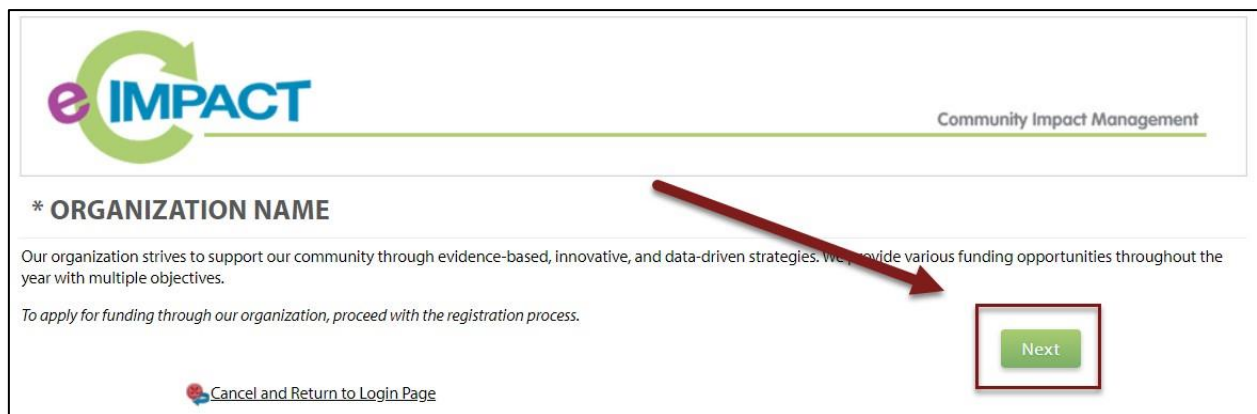 e IMPACT
Community Impact Management
* ORGANIZATION NAME
Our organization strives to support our community through evidence-based, innovative, and data-driven strategies. We provide various funding opportunities throughout the
year with multiple objectives.
To apply for funding through our organization, proceed with the registration process.
Next
Cancel and Return to Login Page